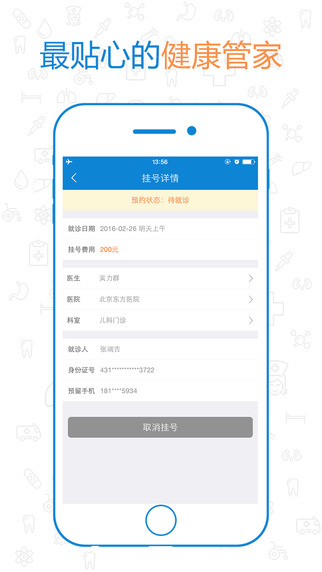 最贴心的健康管家
13:56
挂号详情
预约状态：待就诊
就诊日期 2016-02-26 明天上午
挂号费用 200元
医生 吴力群
医院 北京东方医院
科室 儿科门诊
就诊人 张端吉
身份证号 431***********3722
预留手机 181****5934
取消挂号